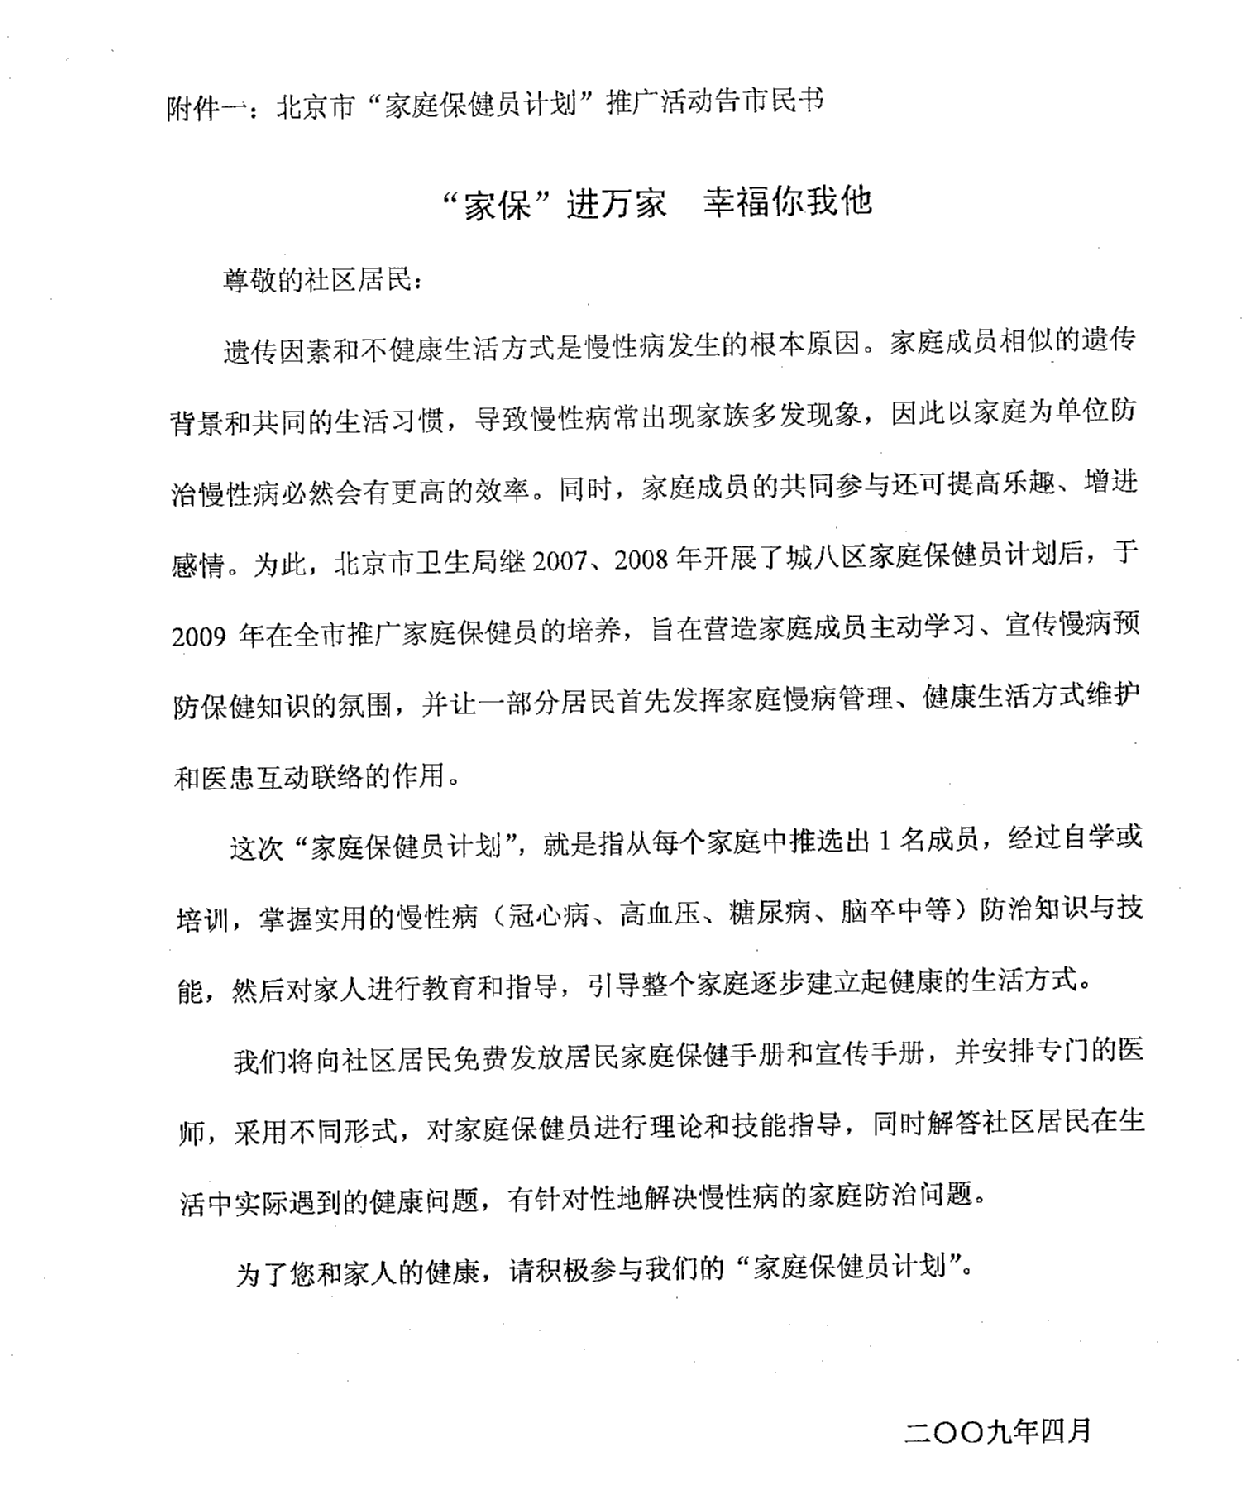 附件一：北京市“家庭保健员计划”推广活动告市民书
“家保”进万家　幸福你我他
尊敬的社区居民：
遗传因素和不健康生活方式是慢性病发生的根本原因。家庭成员相似的遗传
背景和共同的生活习惯，导致慢性病常出现家族多发现象，因此以家庭为单位防
治慢性病必然会有更高的效率。同时，家庭成员的共同参与还可提高乐趣、增进
感情。为此，北京市卫生局继 2007、2008 年开展了城八区家庭保健员计划后，于
2009 年在全市推广家庭保健员的培养，旨在营造家庭成员主动学习、宣传慢病预
防保健知识的氛围，并让一部分居民首先发挥家庭慢病管理、健康生活方式维护
和医患互动联络的作用。
这次“家庭保健员计划”，就是指从每个家庭中推选出 1 名成员，经过自学或
培训，掌握实用的慢性病（冠心病、高血压、糖尿病、脑卒中等）防治知识与技
能，然后对家人进行教育和指导，引导整个家庭逐步建立起健康的生活方式。
我们将向社区居民免费发放居民家庭保健手册和宣传手册，并安排专门的医
师，采用不同形式，对家庭保健员进行理论和技能指导，同时解答社区居民在生
活中实际遇到的健康问题，有针对性地解决慢性病的家庭防治问题。
为了您和家人的健康，请积极参与我们的“家庭保健员计划”。
二〇〇九年四月